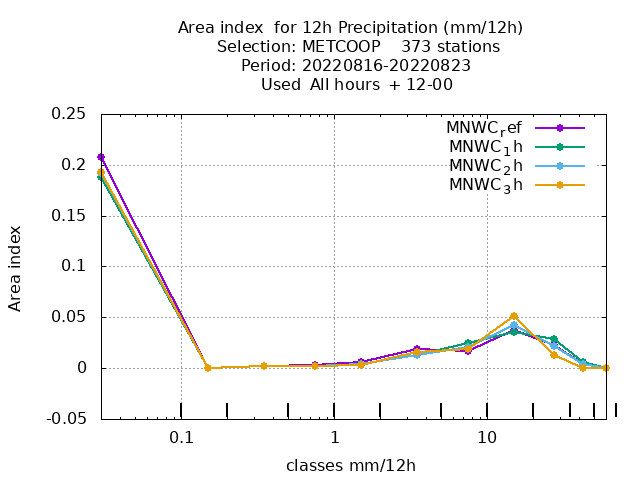 Area index  for 12h Precipitation (mm/12h)
Selection: METCOOP    373 stations
Period: 20220816-20220823
Used  All hours  + 12-00
0.25
0.2
0.15
0.1
0.05
0
-0.05
Area index
MNWC_ref
MNWC_1h
MNWC_2h
MNWC_3h
0.1
1
10
classes mm/12h